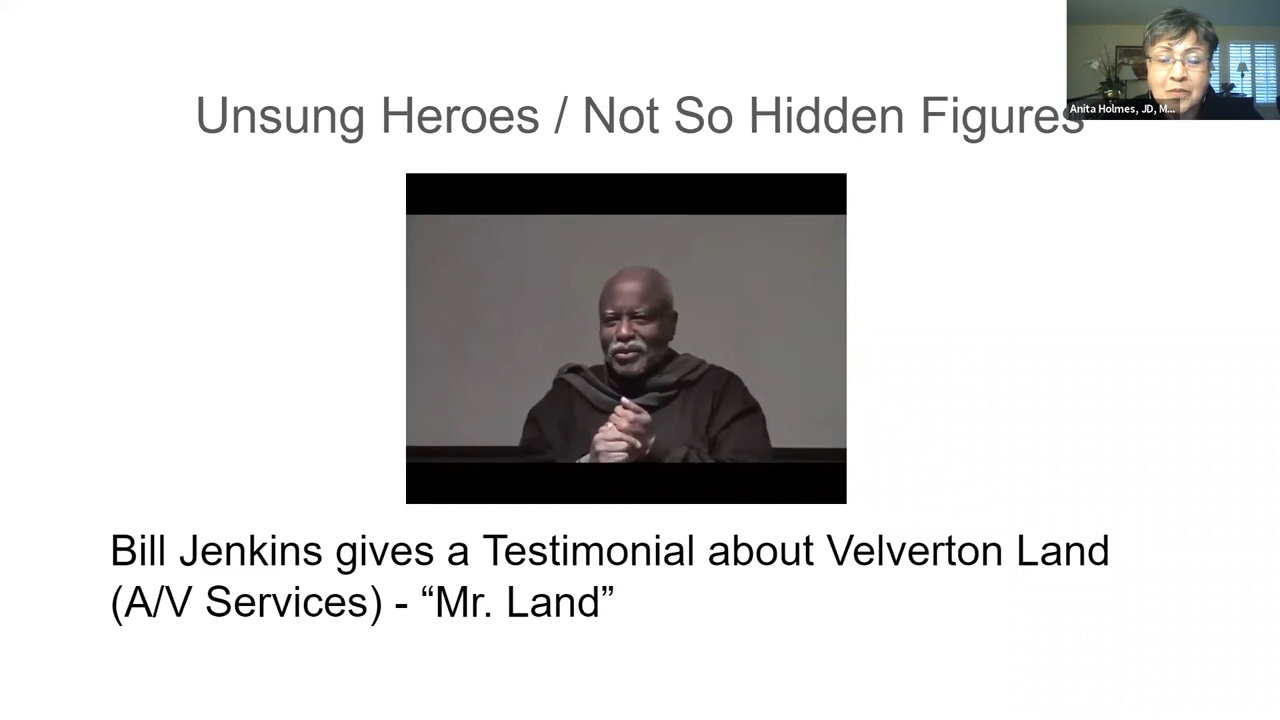 Unsung Heroes / Not So Hidden Figures
Anita Holmes, JD, M...
Bill Jenkins gives a Testimonial about Velverton Land
(A/V Services) - “Mr. Land”